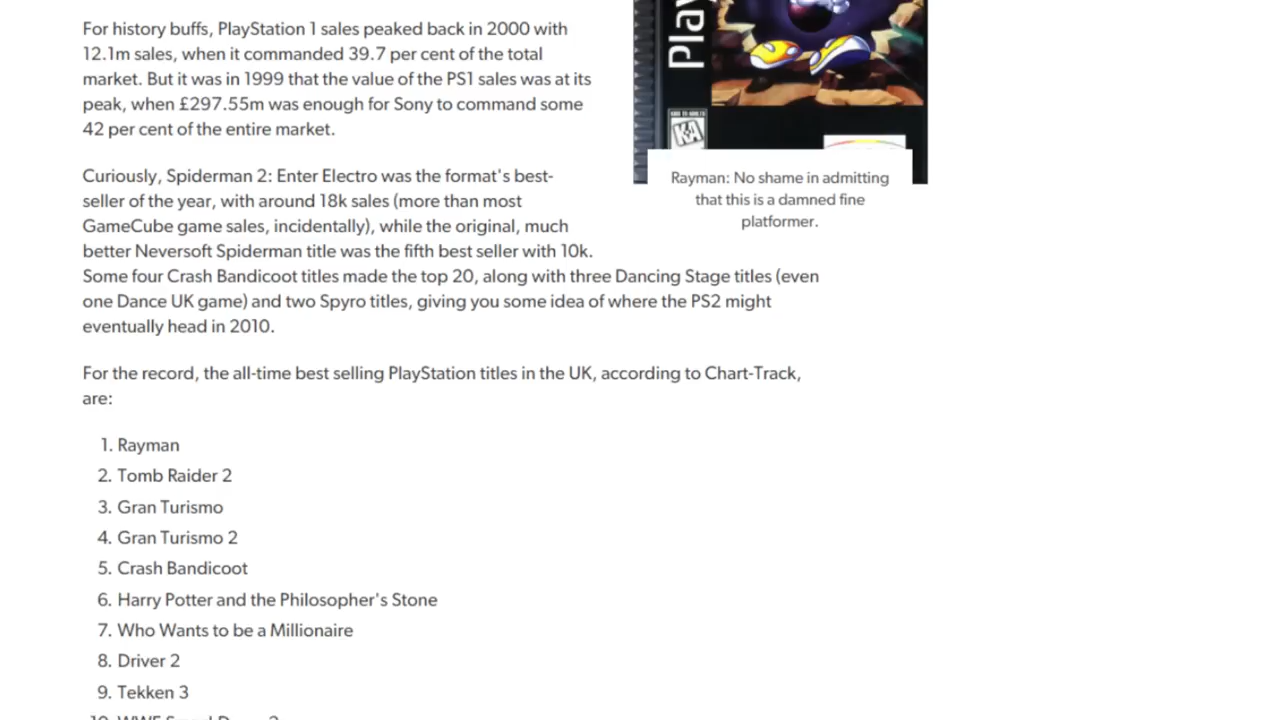 For history buffs, PlayStation 1 sales peaked back in 2000 with
12.1m sales, when it commanded 39.7 per cent of the total
market. But it was in 1999 that the value of the PS1 sales was at its
peak, when £297.55m was enough for Sony to command some
42 per cent of the entire market.
Play
K-A
Rayman: No shame in admitting
that this is a damned fine
platformer.
Curiously, Spiderman 2: Enter Electro was the format's best-
seller of the year, with around 18k sales (more than most
GameCube game sales, incidentally), while the original, much
better Neversoft Spiderman title was the fifth best seller with 10k.
Some four Crash Bandicoot titles made the top 20, along with three Dancing Stage titles (even
one Dance UK game) and two Spyro titles, giving you some idea of where the PS2 might
eventually head in 2010.
For the record, the all-time best selling PlayStation titles in the UK, according to Chart-Track,
are:
1. Rayman
2. Tomb Raider 2
3. Gran Turismo
4. Gran Turismo 2
5. Crash Bandicoot
6. Harry Potter and the Philosopher's Stone
7. Who Wants to be a Millionaire
8. Driver 2
9. Tekken 3